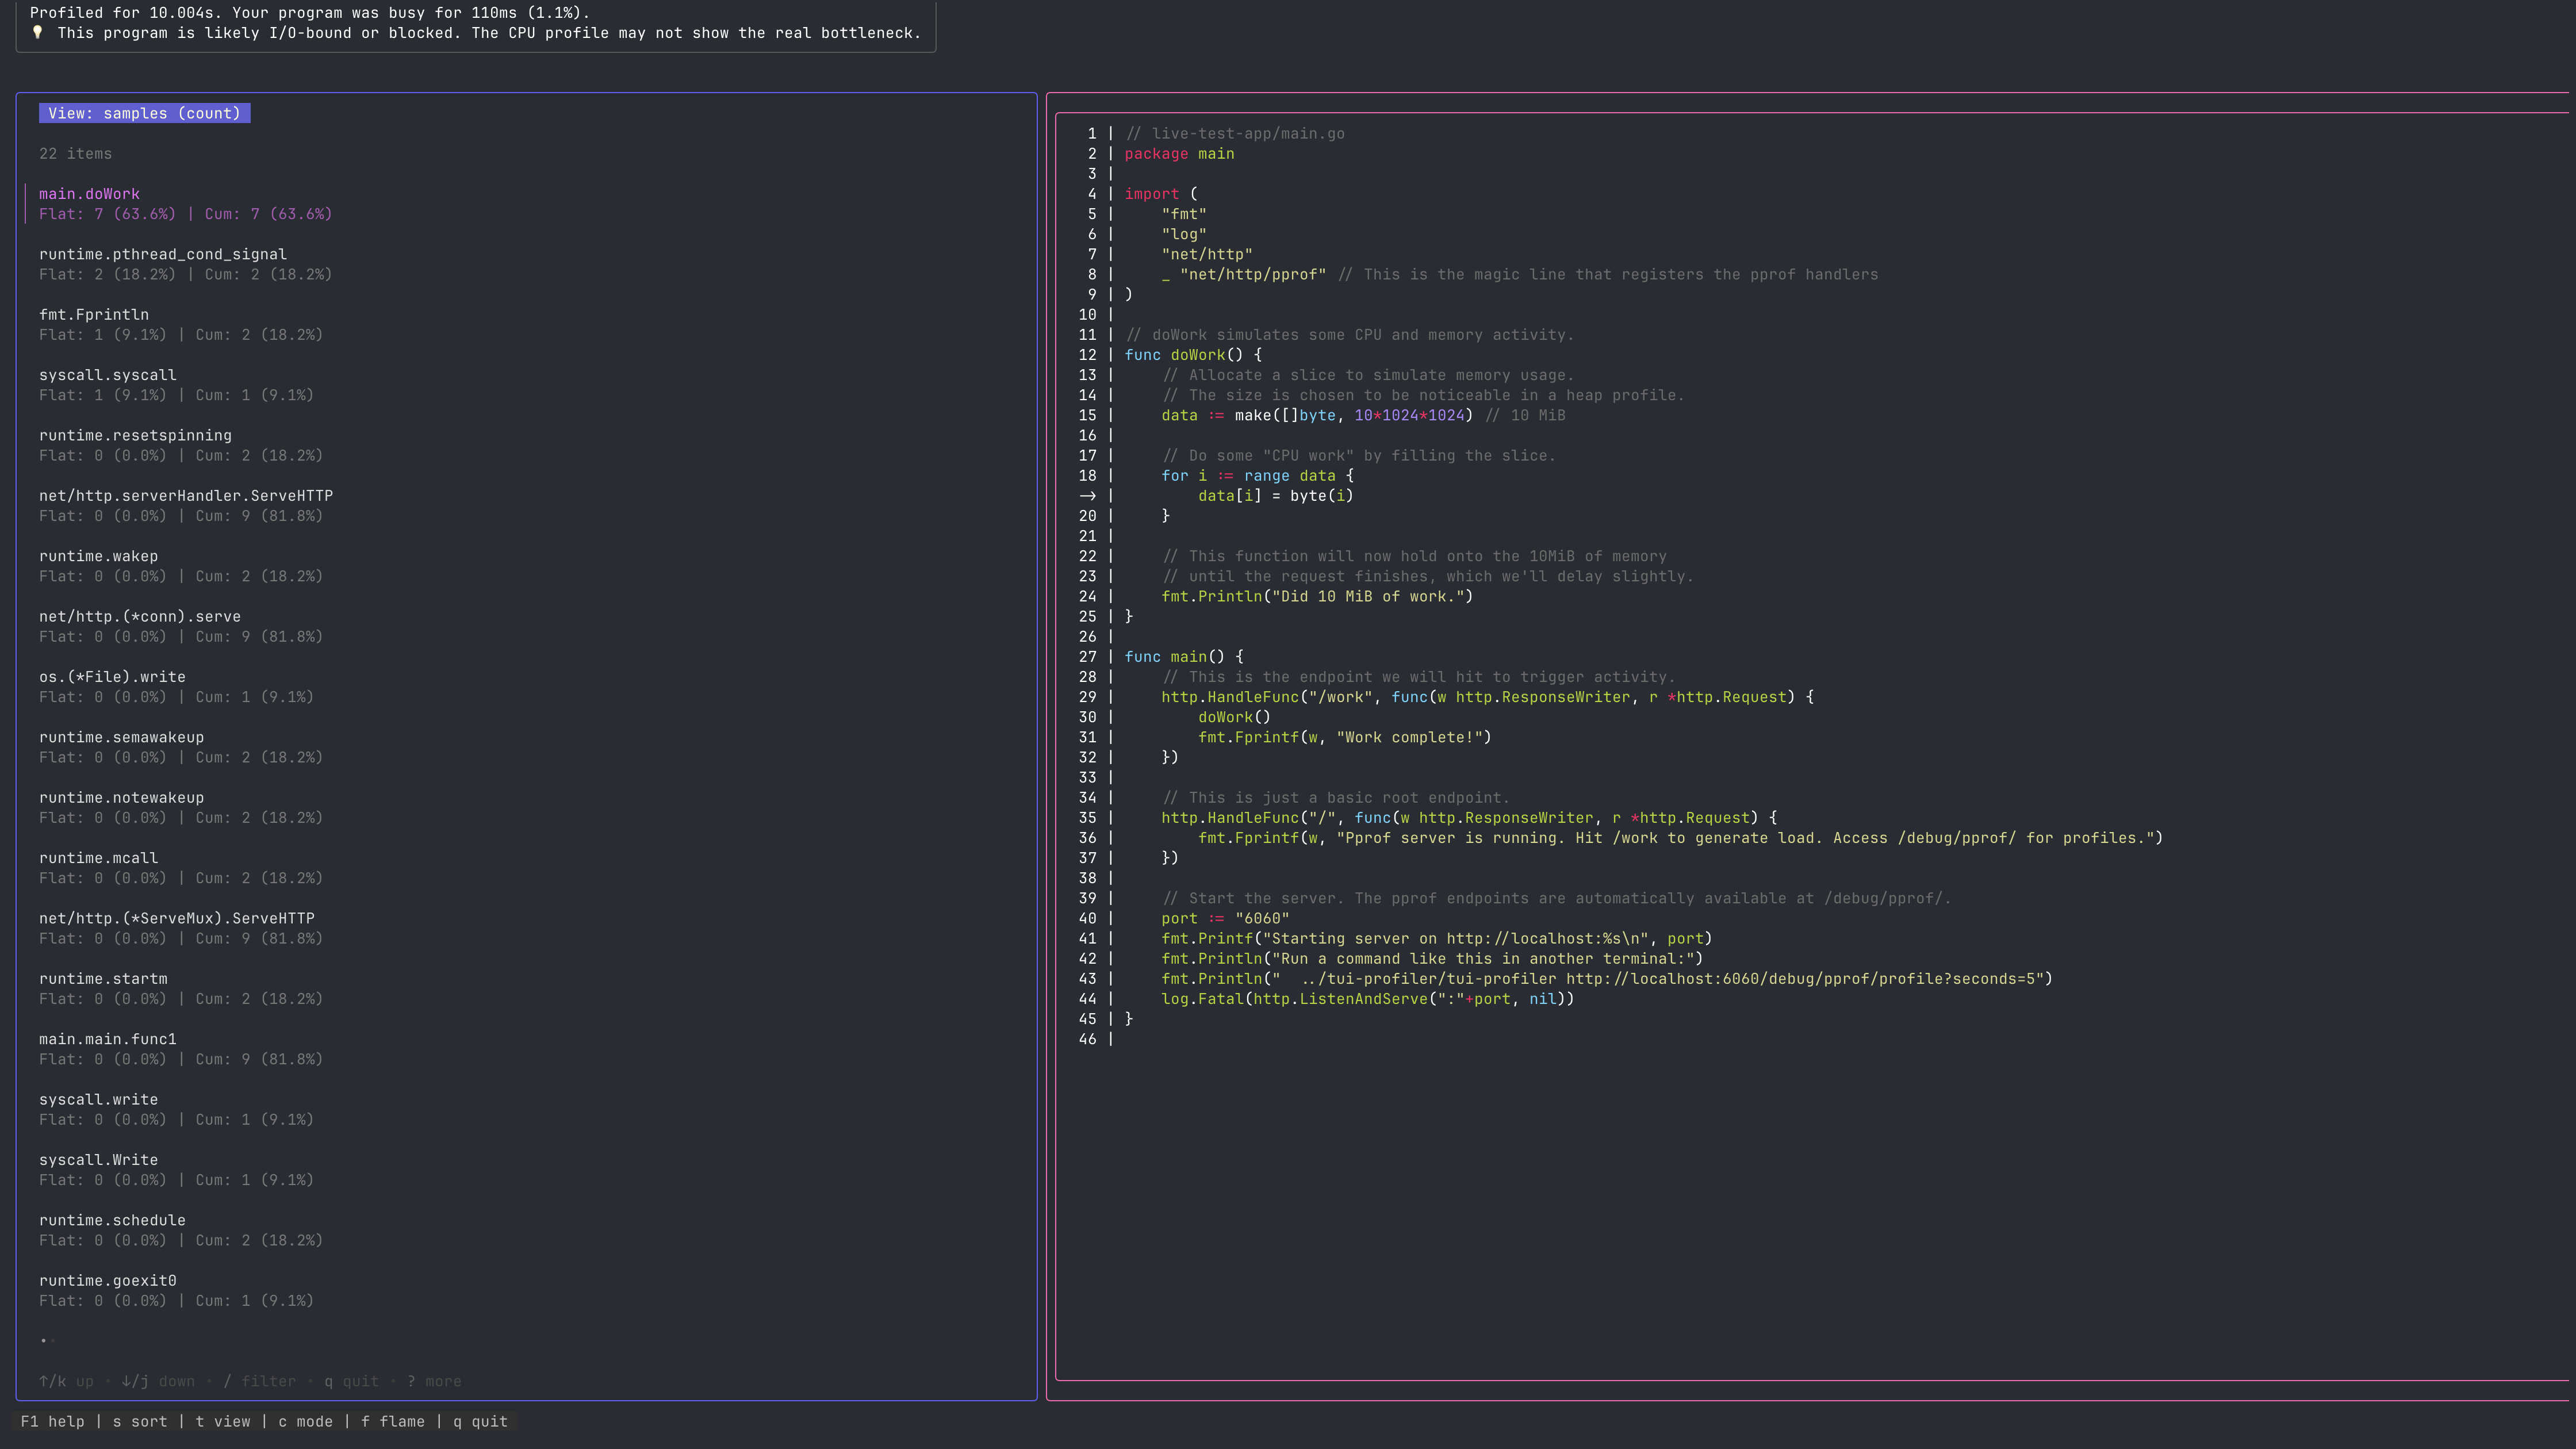 Profiled for 10.004s. Your program was busy for 110ms (1.1%).
💡 This program is likely I/O-bound or blocked. The CPU profile may not show the real bottleneck.
View: samples (count)
22 items
main.doWork
Flat: 7 (63.6%) | Cum: 7 (63.6%)
runtime.pthread_cond_signal
Flat: 2 (18.2%) | Cum: 2 (18.2%)
fmt.Fprintln
Flat: 1 (9.1%) | Cum: 2 (18.2%)
syscall.syscall
Flat: 1 (9.1%) | Cum: 1 (9.1%)
runtime.resetspinning
Flat: 0 (0.0%) | Cum: 2 (18.2%)
net/http.serverHandler.ServeHTTP
Flat: 0 (0.0%) | Cum: 9 (81.8%)
runtime.wakep
Flat: 0 (0.0%) | Cum: 2 (18.2%)
net/http.(*conn).serve
Flat: 0 (0.0%) | Cum: 9 (81.8%)
os.(*File).write
Flat: 0 (0.0%) | Cum: 1 (9.1%)
runtime.semawakeup
Flat: 0 (0.0%) | Cum: 2 (18.2%)
runtime.notewakeup
Flat: 0 (0.0%) | Cum: 2 (18.2%)
runtime.mcall
Flat: 0 (0.0%) | Cum: 2 (18.2%)
net/http.(*ServeMux).ServeHTTP
Flat: 0 (0.0%) | Cum: 9 (81.8%)
runtime.startm
Flat: 0 (0.0%) | Cum: 2 (18.2%)
main.main.func1
Flat: 0 (0.0%) | Cum: 9 (81.8%)
syscall.write
Flat: 0 (0.0%) | Cum: 1 (9.1%)
syscall.Write
Flat: 0 (0.0%) | Cum: 1 (9.1%)
runtime.schedule
Flat: 0 (0.0%) | Cum: 2 (18.2%)
runtime.goexit0
Flat: 0 (0.0%) | Cum: 1 (9.1%)
••
↑/k up • ↓/j down • / filter • q quit • ? more
1 | // live-test-app/main.go
2 | package main
3 |
4 | import (
5 |     "fmt"
6 |     "log"
7 |     "net/http"
8 |     _ "net/http/pprof" // This is the magic line that registers the pprof handlers
9 | )
10 |
11 | // doWork simulates some CPU and memory activity.
12 | func doWork() {
13 |     // Allocate a slice to simulate memory usage.
14 |     // The size is chosen to be noticeable in a heap profile.
15 |     data := make([]byte, 10*1024*1024) // 10 MiB
16 |
17 |     // Do some "CPU work" by filling the slice.
18 |     for i := range data {
-> |         data[i] = byte(i)
20 |     }
21 |
22 |     // This function will now hold onto the 10MiB of memory
23 |     // until the request finishes, which we'll delay slightly.
24 |     fmt.Println("Did 10 MiB of work.")
25 | }
26 |
27 | func main() {
28 |     // This is the endpoint we will hit to trigger activity.
29 |     http.HandleFunc("/work", func(w http.ResponseWriter, r *http.Request) {
30 |         doWork()
31 |         fmt.Fprintf(w, "Work complete!")
32 |     })
33 |
34 |     // This is just a basic root endpoint.
35 |     http.HandleFunc("/", func(w http.ResponseWriter, r *http.Request) {
36 |         fmt.Fprintf(w, "Pprof server is running. Hit /work to generate load. Access /debug/pprof/ for profiles.")
37 |     })
38 |
39 |     // Start the server. The pprof endpoints are automatically available at /debug/pprof/.
40 |     port := "6060"
41 |     fmt.Printf("Starting server on http://localhost:%s\n", port)
42 |     fmt.Println("Run a command like this in another terminal:")
43 |     fmt.Println("  ../tui-profiler/tui-profiler http://localhost:6060/debug/pprof/profile?seconds=5")
44 |     log.Fatal(http.ListenAndServe(":"+port, nil))
45 | }
46 |
F1 help | s sort | t view | c mode | f flame | q quit